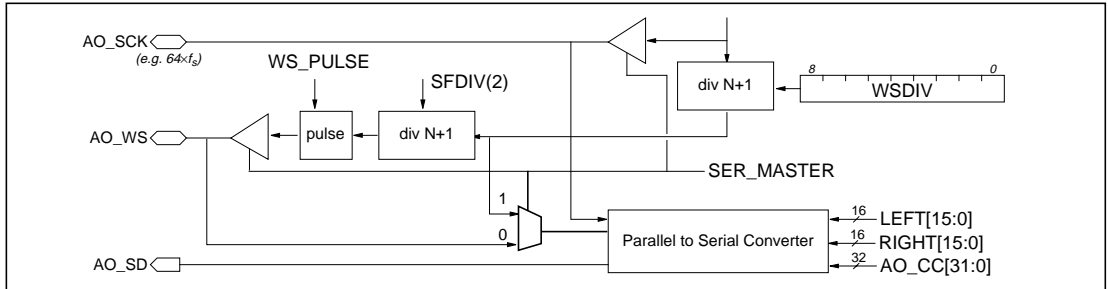 AO_SCK
(e.g. 64×fs)
WS_PULSE
SFDIV(2)
div N+1
8 0
WSDIV
AO_WS
pulse
div N+1
SER_MASTER
1
0
Parallel to Serial Converter
16 LEFT[15:0]
16 RIGHT[15:0]
32 AO_CC[31:0]
AO_SD